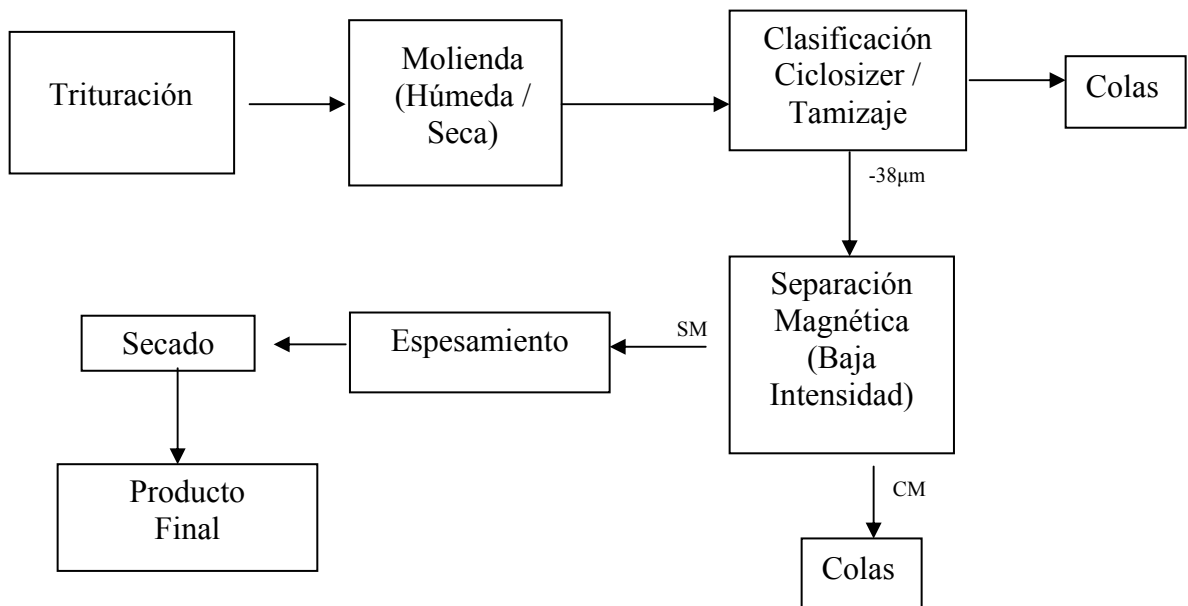 Trituración
Molienda
(Húmeda /
Seca)
Clasificación
Ciclosizer /
Tamizaje
Colas
-38μm
Separación
Magnética
(Baja
Intensidad)
SM
Espesamiento
Secado
Producto
Final
CM
Colas